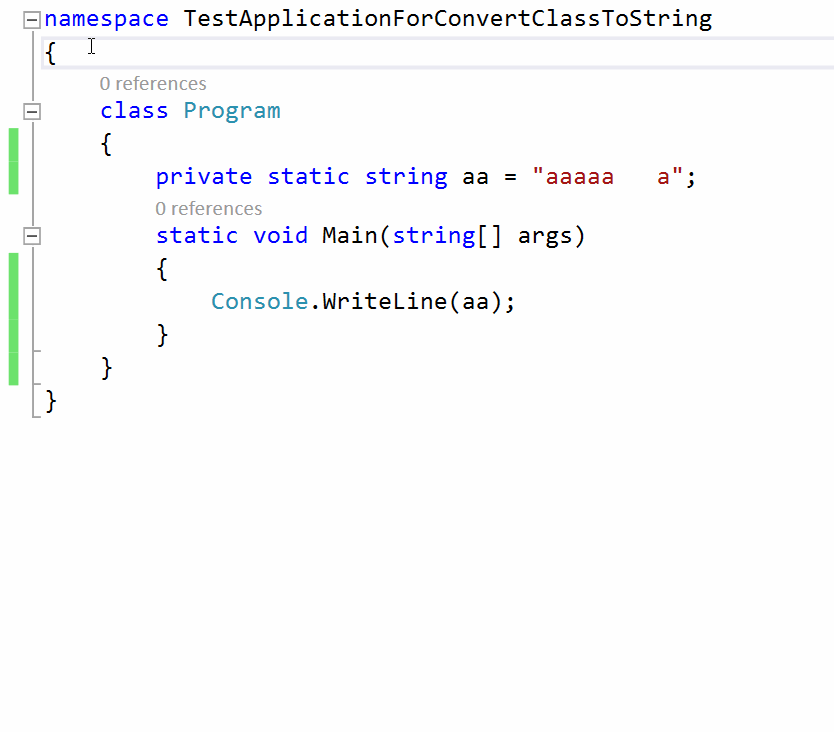 namespace TestApplicationForConvertClassToString
{
0 references
class Program
{
private static string aa = "aaaaa   a";
0 references
static void Main(string[] args)
{
Console.WriteLine(aa);
}
}
}